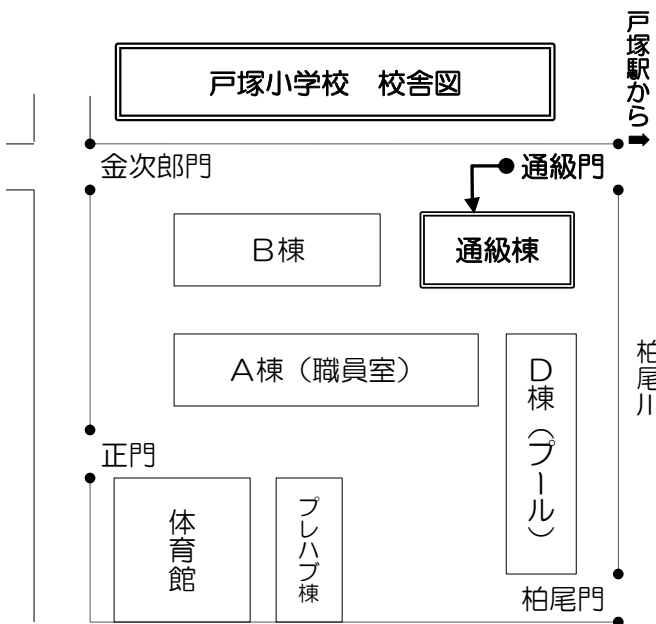 戸塚小学校　校舎図
戸塚駅から➡
金次郎門
通級門
B棟
通級棟
A棟（職員室）
D棟（プール）
柏尾川
正門
体育館
プレハブ棟
柏尾門